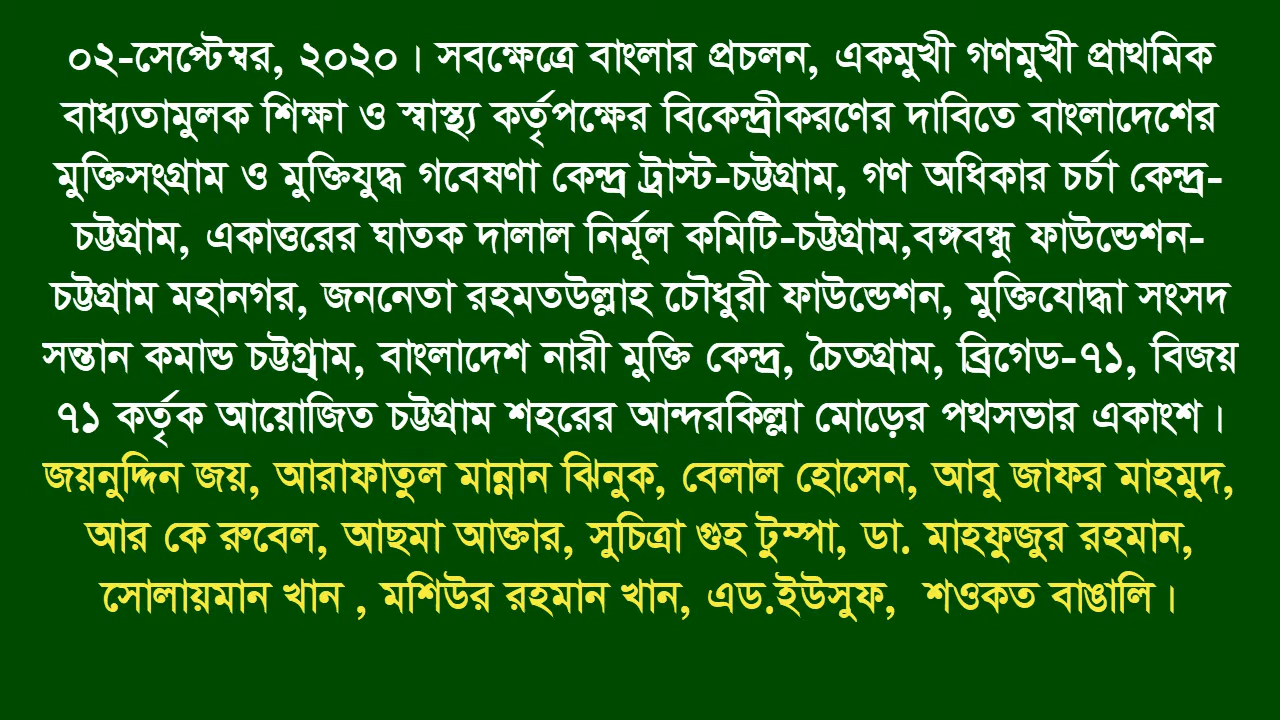 ০২-সেপ্টেম্বর, ২০২০। সবক্ষেত্রে বাংলার প্রচলন, একমুখী গণমুখী প্রাথমিক
বাধ্যতামুলক শিক্ষা ও স্বাস্থ্য কর্তৃপক্ষের বিকেন্দ্রীকরণের দাবিতে বাংলাদেশের
মুক্তিসংগ্রাম ও মুক্তিযুদ্ধ গবেষণা কেন্দ্র ট্রাস্ট-চট্টগ্রাম, গণ অধিকার চর্চা কেন্দ্র-
চট্টগ্রাম, একাত্তরের ঘাতক দালাল নির্মূল কমিটি-চট্টগ্রাম,বঙ্গবন্ধু ফাউন্ডেশন-
চট্টগ্রাম মহানগর, জননেতা রহমতউল্লাহ চৌধুরী ফাউন্ডেশন, মুক্তিযোদ্ধা সংসদ
সন্তান কমান্ড চট্টগ্রাম, বাংলাদেশ নারী মুক্তি কেন্দ্র, চৈতগ্রাম, ব্রিগেড-৭১, বিজয়
৭১ কর্তৃক আয়োজিত চট্টগ্রাম শহরের আন্দরকিল্লা মোড়ের পথসভার একাংশ।
জয়নুদ্দিন জয়, আরাফাতুল মান্নান ঝিনুক, বেলাল হোসেন, আবু জাফর মাহমুদ,
আর কে রুবেল, আছমা আক্তার, সুচিত্রা গুহ টুম্পা, ডা. মাহফুজুর রহমান,
সোলায়মান খান , মশিউর রহমান খান, এড.ইউসুফ, শওকত বাঙালি।